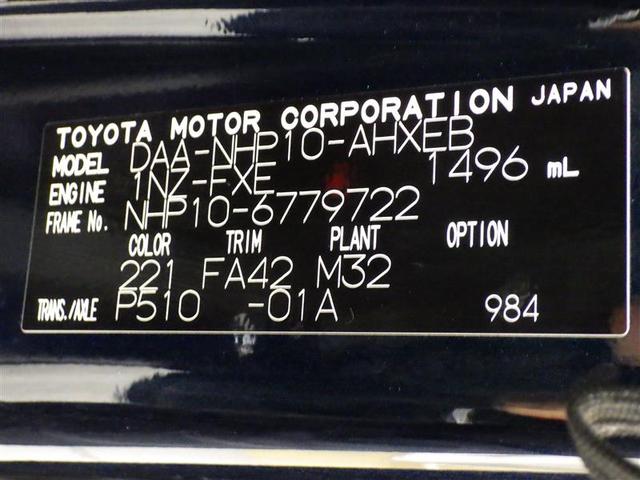 TOYOTA MOTOR CORPORATION JAPAN
MODEL DAA-NHP10-AHXEB
ENGINE 1NZ-FXE 1496 mL
FRAME No. NHP10-6779722
COLOR TRIM PLANT OPTION
221 FA42 M32
TRANS./AXLE P510 -01A 984